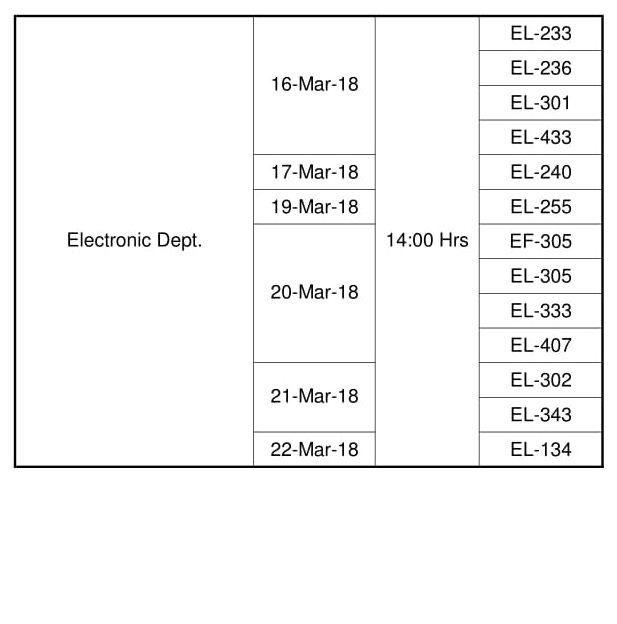 Electronic Dept.
16-Mar-18
14:00 Hrs
EL-233
EL-236
EL-301
EL-433
17-Mar-18
EL-240
19-Mar-18
EL-255
20-Mar-18
EF-305
EL-305
EL-333
EL-407
21-Mar-18
EL-302
EL-343
22-Mar-18
EL-134